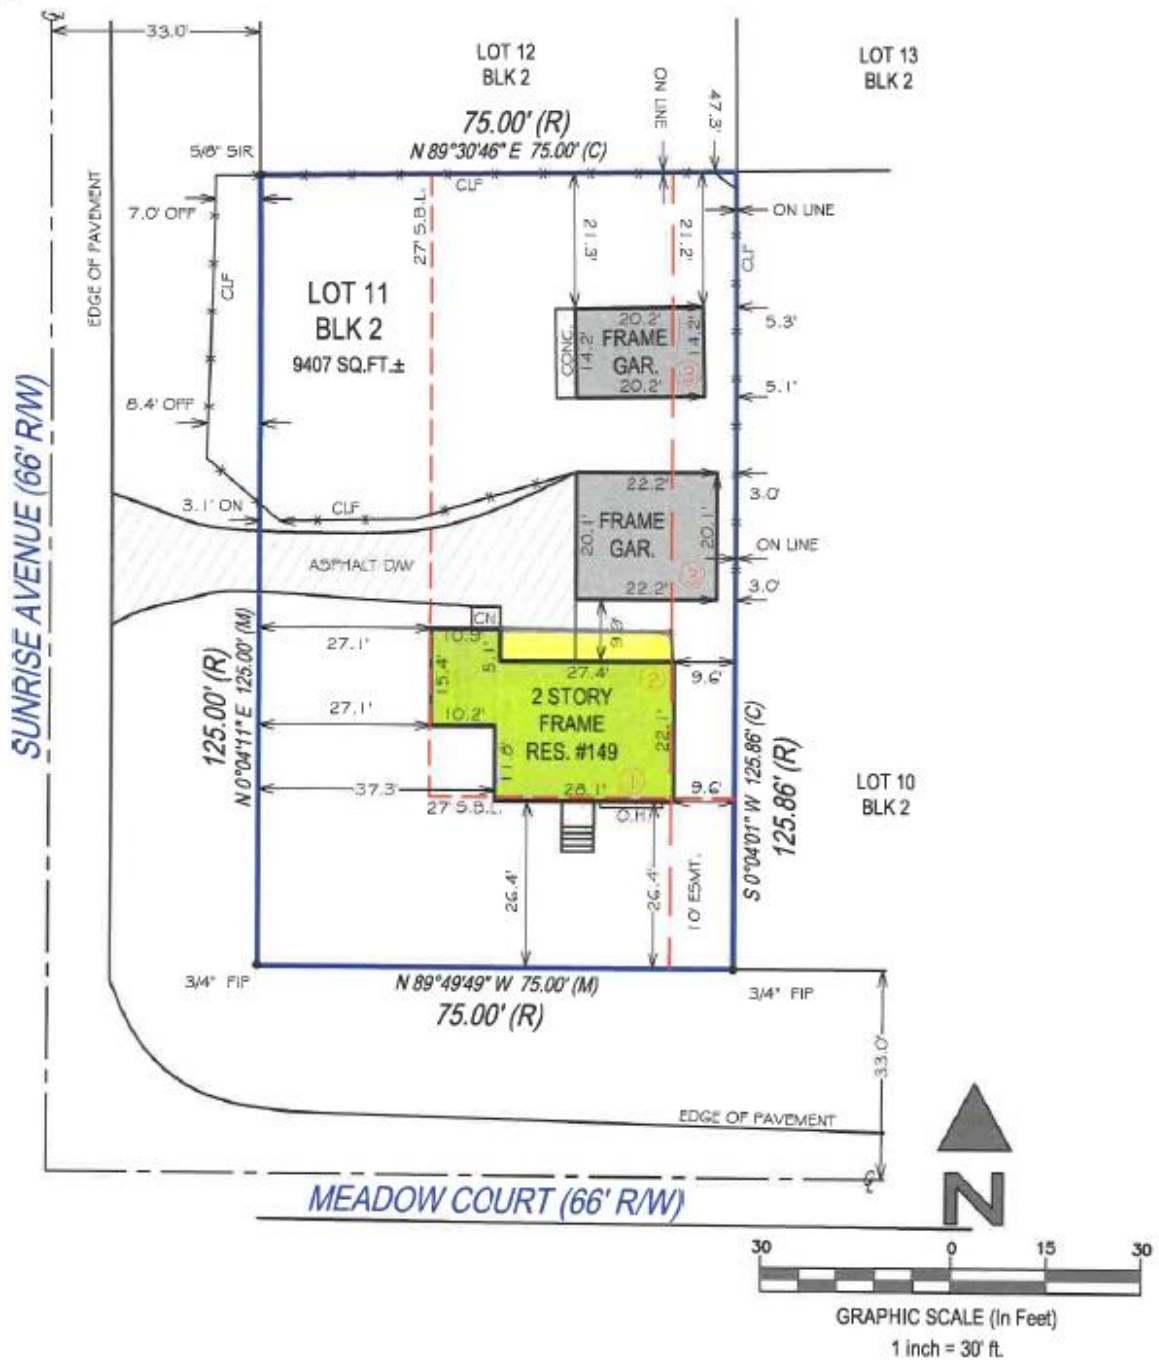 ℄
33.0'
LOT 12
BLK 2
LOT 13
BLK 2
ON LINE
47.3'
75.00' (R)
N 89°30'46" E 75.00' (C)
5/8" SIR
CLF
EDGE OF PAVEMENT
7.0' OFF
27' S.B.L.
21.3'
21.2'
ON LINE
CLF
CLF
LOT 11
BLK 2
9407 SQ.FT.±
CONC.
20.2'
14.2'
FRAME
GAR.
14.2'
20.2'
5.3'
5.1'
8.4' OFF
SUNRISE AVENUE (66' R/W)
3.1' ON
CLF
22.2'
20.1'
FRAME
GAR.
20.1'
3
22.2'
3.0'
ON LINE
3.0'
ASPHALT D/W
CN
27.1'
10.9'
5.1'
9.6'
27.4'
2
9.6'
15.4'
2 STORY
FRAME
RES. #149
22.1'
27.1'
10.2'
11.8'
1
28.1'
125.00' (R)
N 0°04'11" E 125.00' (M)
37.3'
27' S.B.L.
O.H.
9.6'
S 0°04'01" W 125.86' (C)
125.86' (R)
LOT 10
BLK 2
26.4'
26.4'
10' ESMT.
3/4" FIP
N 89°49'49" W 75.00' (M)
75.00' (R)
3/4" FIP
33.0'
EDGE OF PAVEMENT
℄
MEADOW COURT (66' R/W)
N
30 0 15 30
GRAPHIC SCALE (In Feet)
1 inch = 30' ft.